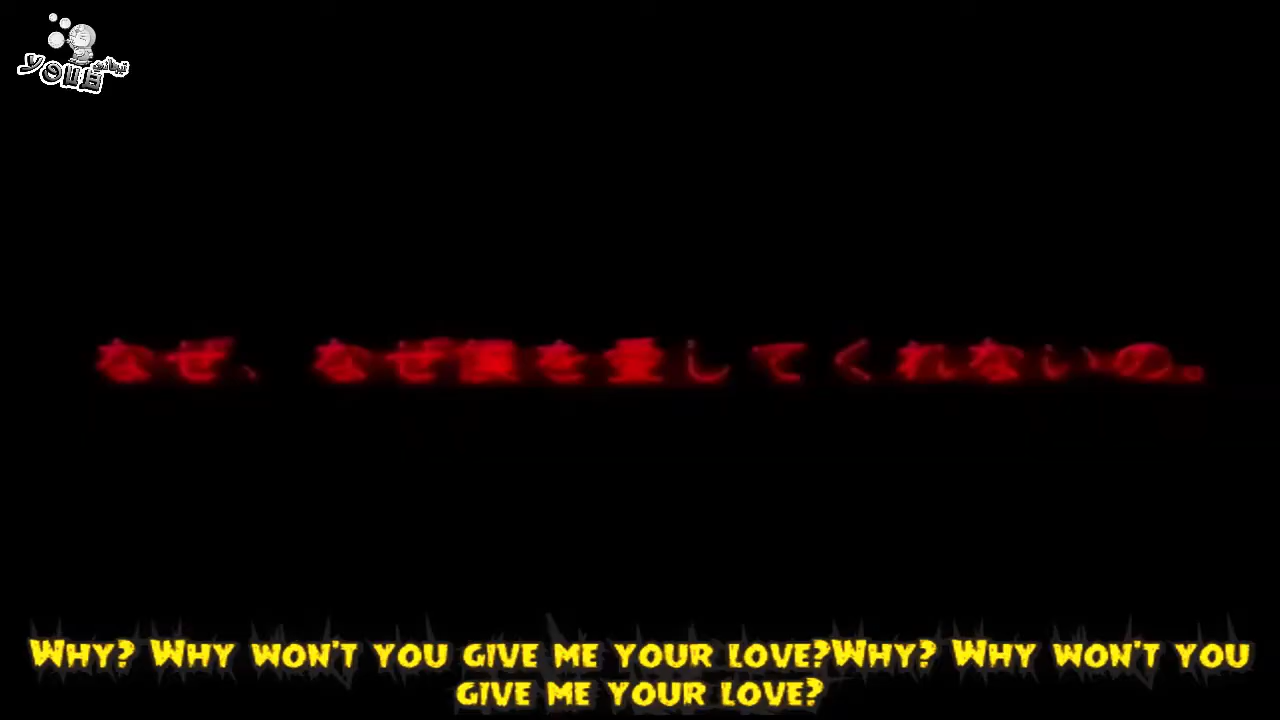 YOUE
なぜ、 なぜ僕を愛してくれないの。
WHY? WHY WON'T YOU GIVE ME YOUR LOVE?WHY? WHY WON'T YOU
GIVE ME YOUR LOVE?